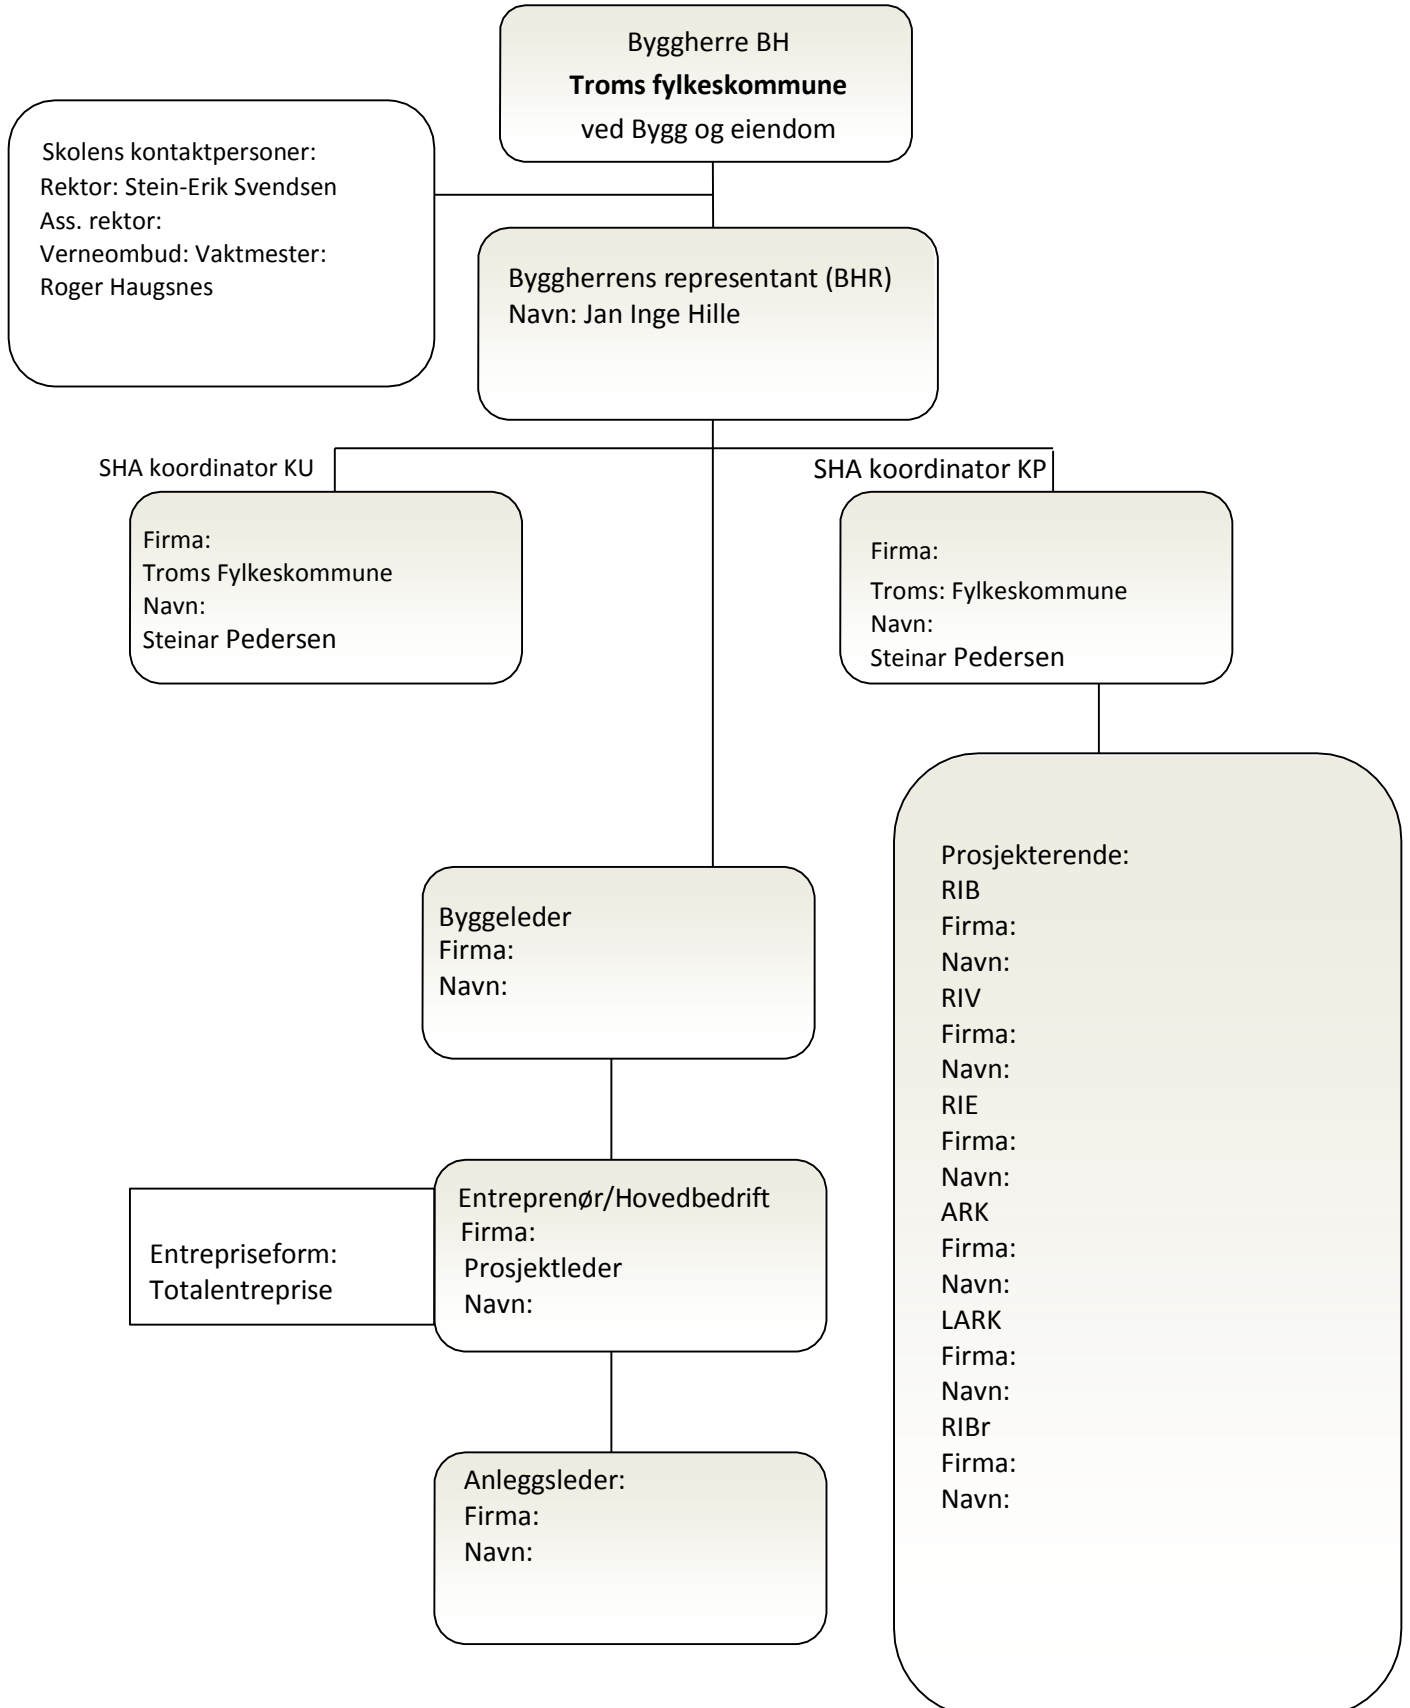 Byggherre BH
Troms fylkeskommune
ved Bygg og eiendom
Skolens kontaktpersoner:
Rektor: Stein-Erik Svendsen
Ass. rektor:
Verneombud: Vaktmester:
Roger Haugsnes
Byggherrens representant (BHR)
Navn: Jan Inge Hille
SHA koordinator KU
Firma:
Troms Fylkeskommune
Navn:
Steinar Pedersen
SHA koordinator KP
Firma:
Troms: Fylkeskommune
Navn:
Steinar Pedersen
Byggeleder
Firma:
Navn:
Entrepriseform:
Totalentreprise
Entreprenør/Hovedbedrift
Firma:
Prosjektleder
Navn:
Anleggsleder:
Firma:
Navn:
Prosjekterende:
RIB
Firma:
Navn:
RIV
Firma:
Navn:
RIE
Firma:
Navn:
ARK
Firma:
Navn:
LARK
Firma:
Navn:
RIBr
Firma:
Navn: